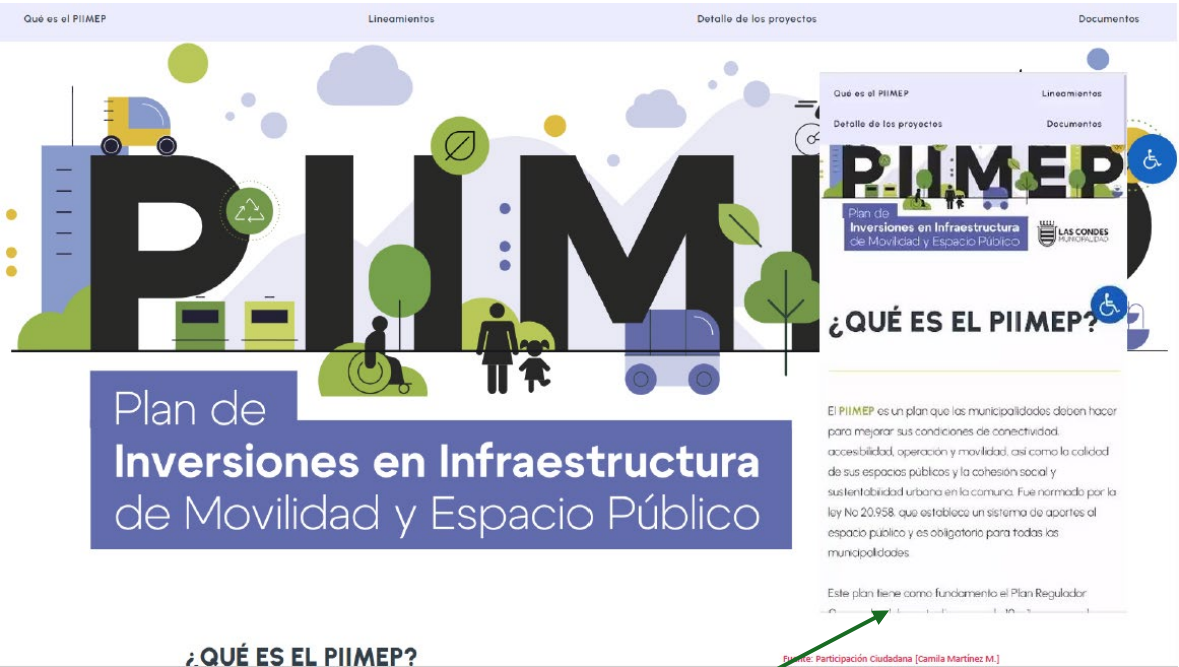 Qué es el PIIMEP
Lineamientos
Detalle de los proyectos
Documentos
PIIM
Plan de
Inversiones en Infraestructura
de Movilidad y Espacio Público
¿QUÉ ES EL PIIMEP?
Qué es el PIIMEP
Lineamientos
Detalle de los proyectos
Documentos
PIIMEP
Plan de
Inversiones en Infraestructura
de Movilidad y Espacio Público
LAS CONDES
MUNICIPALIDAD
¿QUÉ ES EL PIIMEP?
El PIIMEP es un plan que las municipalidades deben hacer
para mejorar sus condiciones de conectividad,
accesibilidad, operación y movilidad, así como la calidad
de sus espacios públicos y la cohesión social y
sustentabilidad urbana en la comuna. Fue normado por la
ley No 20.958, que establece un sistema de aportes al
espacio público y es obligatorio para todas las
municipalidades
Este plan tiene como fundamento el Plan Regulador
Fuente: Participación Ciudadana [Camila Martínez M.]